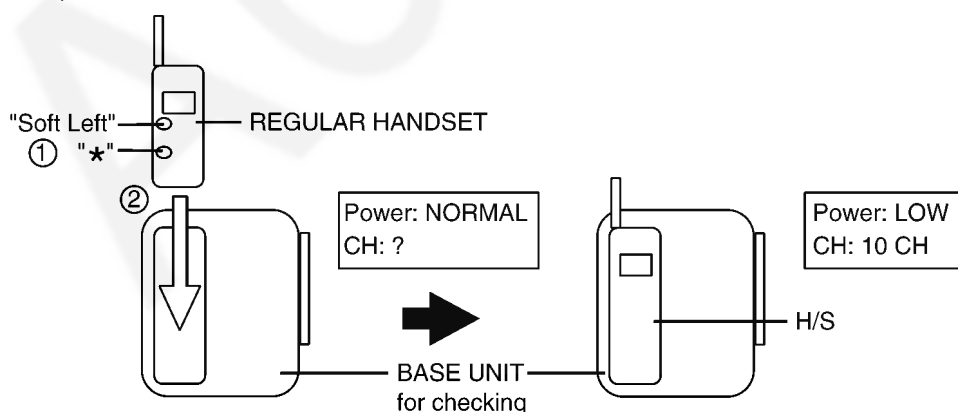 "Soft Left"
REGULAR HANDSET
① "*"
②
Power: NORMAL
CH: ?
Power: LOW
CH: 10 CH
H/S
BASE UNIT
for checking